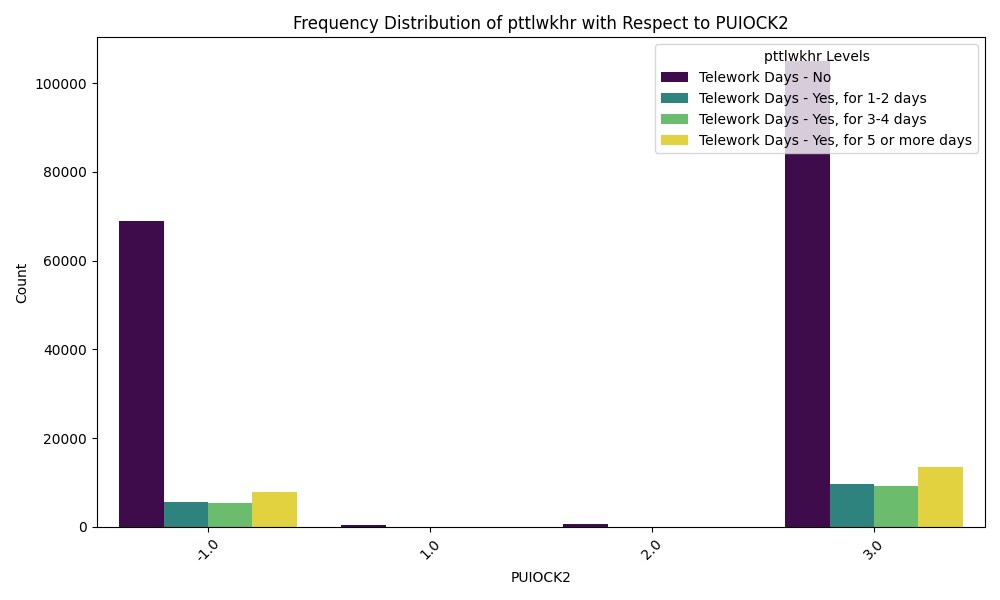 Frequency Distribution of pttlwkhr with Respect to PUIOCK2
pttlwkhr Levels
Telework Days - No
Telework Days - Yes, for 1-2 days
Telework Days - Yes, for 3-4 days
Telework Days - Yes, for 5 or more days
Count
100000
80000
60000
40000
20000
0
-1.0
1.0
2.0
3.0
PUIOCK2